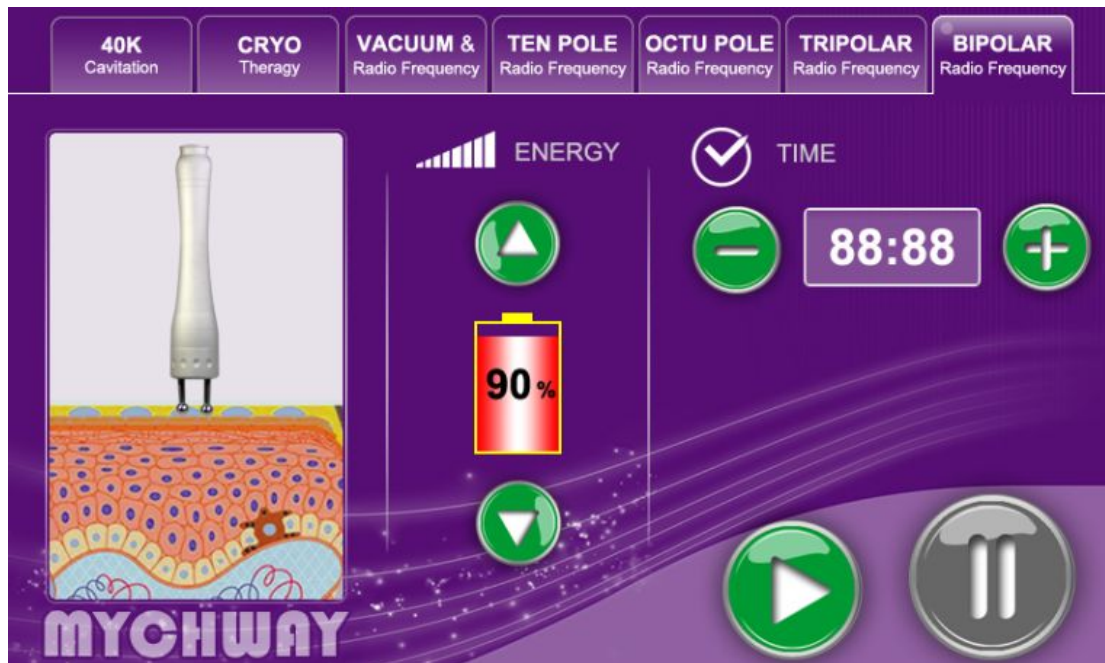 40K
Cavitation
CRYO
Theragy
VACUUM &
Radio Frequency
TEN POLE
Radio Frequency
OCTU POLE
Radio Frequency
TRIPOLAR
Radio Frequency
BIPOLAR
Radio Frequency
ENERGY
TIME
88:88
90 %
MYCHWAY